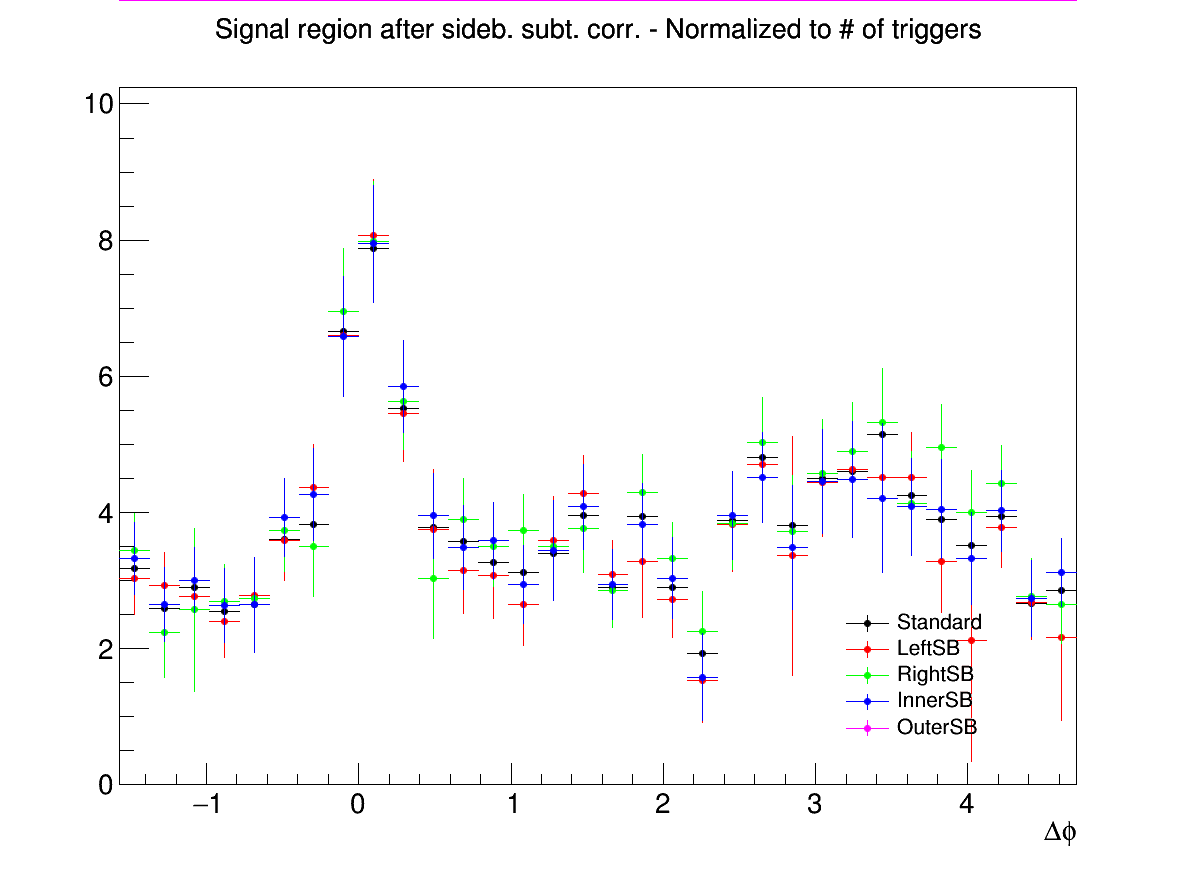 Signal region after sideb. subt. corr. - Normalized to # of triggers
10
8
6
4
2
0
Standard
LeftSB
RightSB
InnerSB
OuterSB
−1 0 1 2 3 4
Δϕ